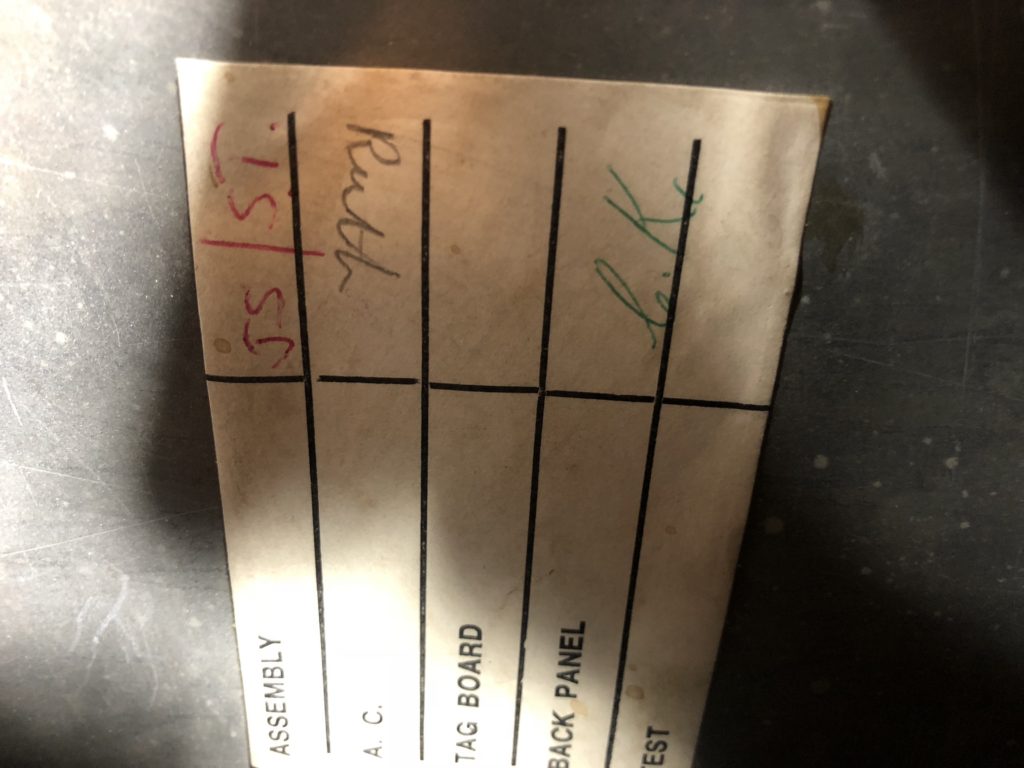 ASSEMBLY JS/ST.
A. C. Ruth
TAG BOARD
BACK PANEL
TEST